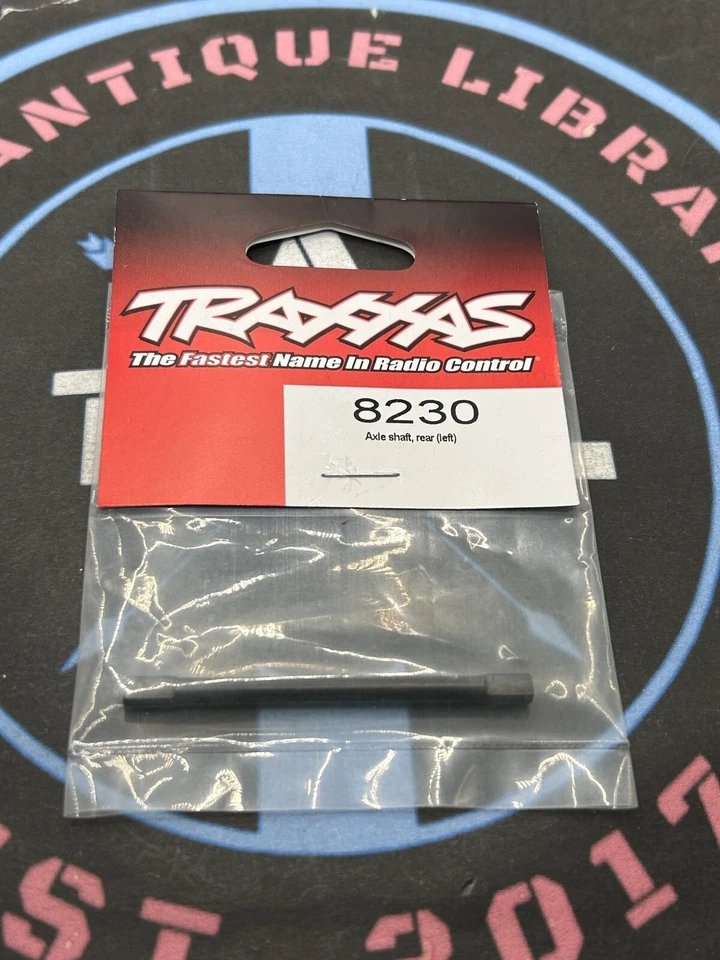 ANTIQUE LIBRA
TRAXXAS
The Fastest Name In Radio Control
8230
Axle shaft, rear (left)
EST. 2017